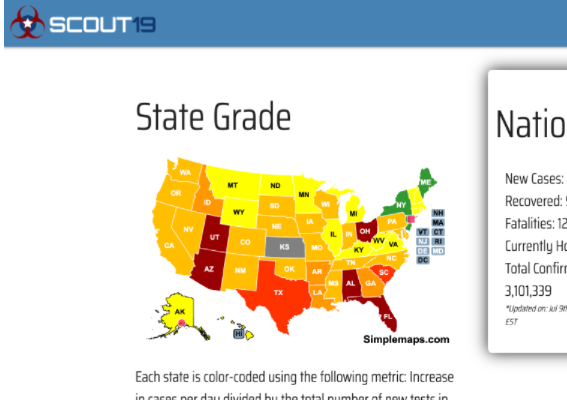 SCOUT19
State Grade
WA
MT
ND
MN
ME
OR
ID
SD
WI
MI
NY
WY
IA
PA
NH
NV
NE
IL
IN
OH
MA
UT
CO
WV
VA
VT CT
CA
KS
MO
KY
NJ RI
NC
DE MD
TN
DC
AZ
NM
OK
AR
SC
MS
AL
GA
TX
LA
FL
AK
HI
Simplemaps.com
Each state is color-coded using the following metric: Increase
in cases per day divided by the total number of new tests in
Natio
New Cases:
Recovered:
Fatalities: 12
Currently Ho
Total Confirm
3,101,339
*Updated on: Jul 9th
EST